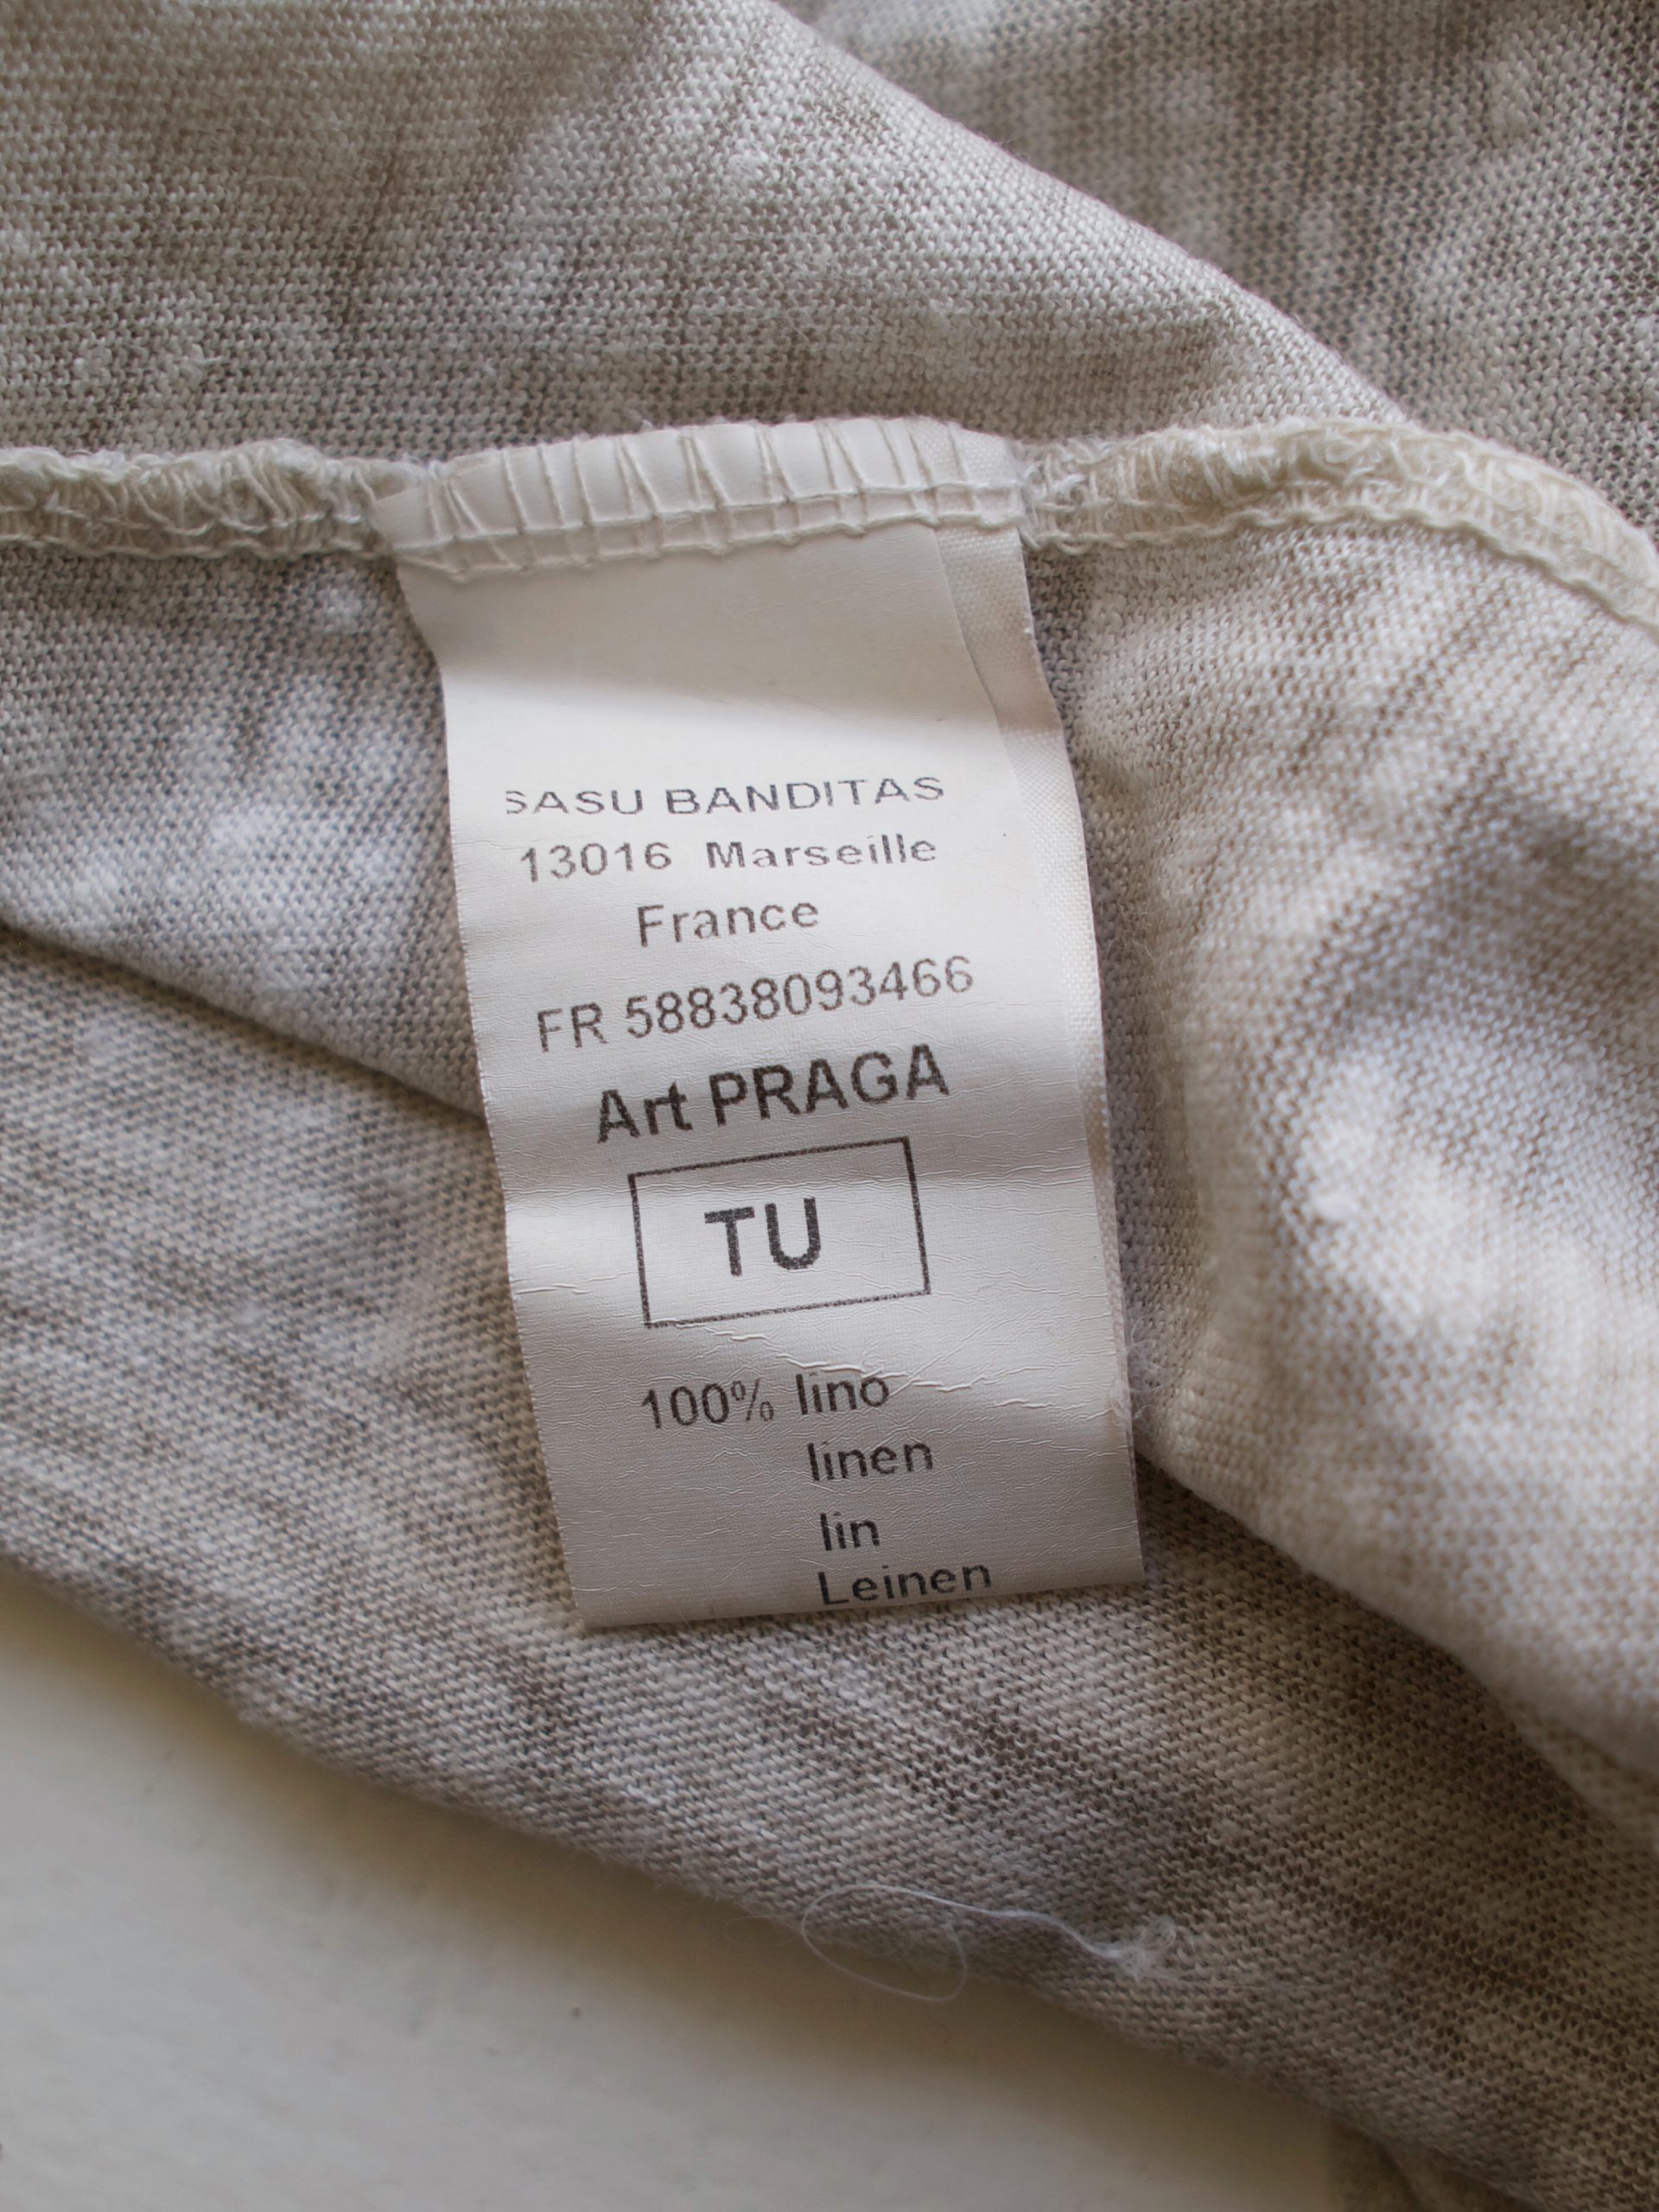 SASU BANDITAS
13016 Marseille
France
FR 58838093466
Art PRAGA
TU
100% lino
linen
lin
Leinen